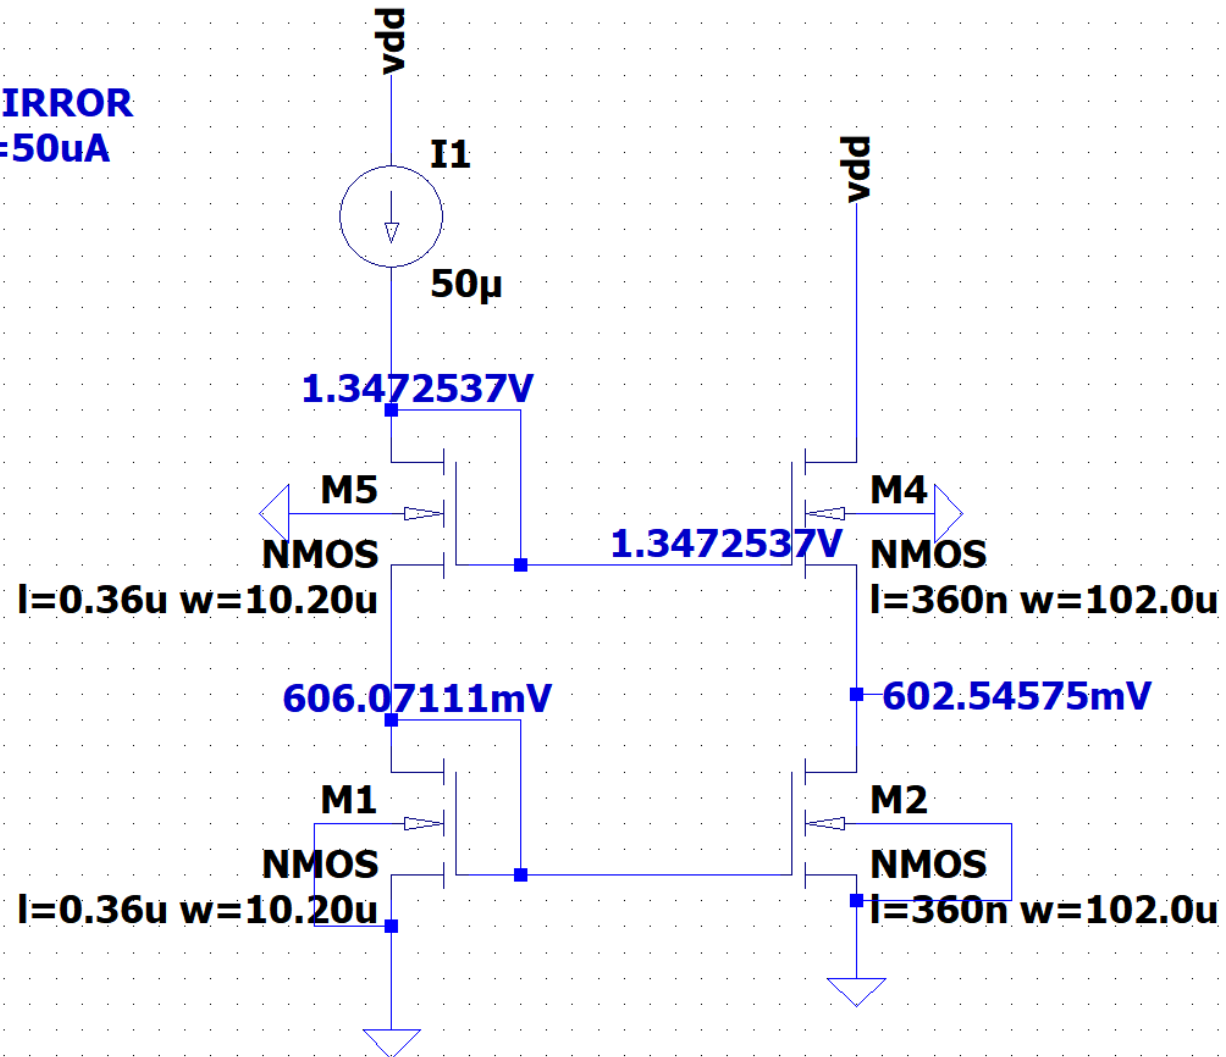 vdd
IRROR
=50uA
I1
vdd
50µ
1.3472537V
M5
M4
1.3472537V
NMOS
NMOS
l=0.36u w=10.20u
l=360n w=102.0u
606.07111mV
602.54575mV
M1
M2
NMOS
NMOS
l=0.36u w=10.20u
l=360n w=102.0u